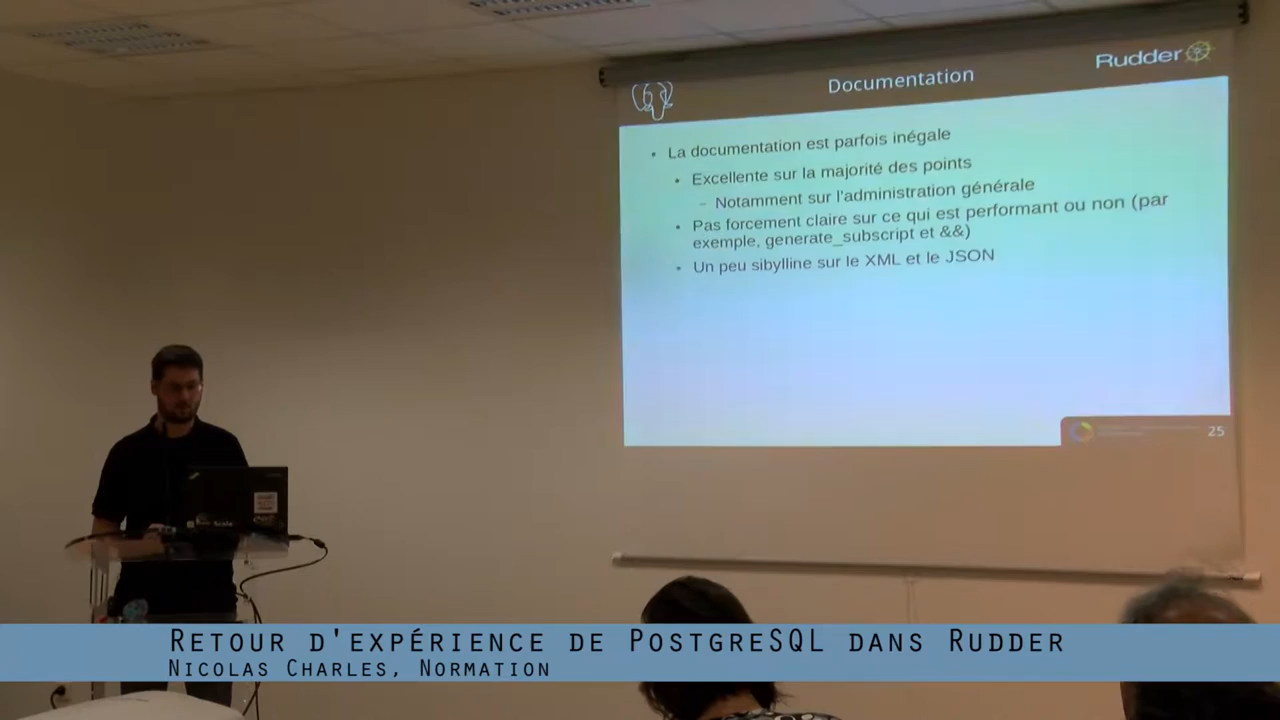 Rudder
Documentation
• La documentation est parfois inégale
• Excellente sur la majorité des points
– Notamment sur l'administration générale
• Pas forcement claire sur ce qui est performant ou non (par
exemple, generate_subscript et &&)
• Un peu sibylline sur le XML et le JSON
25
Retour d'expérience de PostgreSQL dans Rudder
Nicolas Charles, Normation